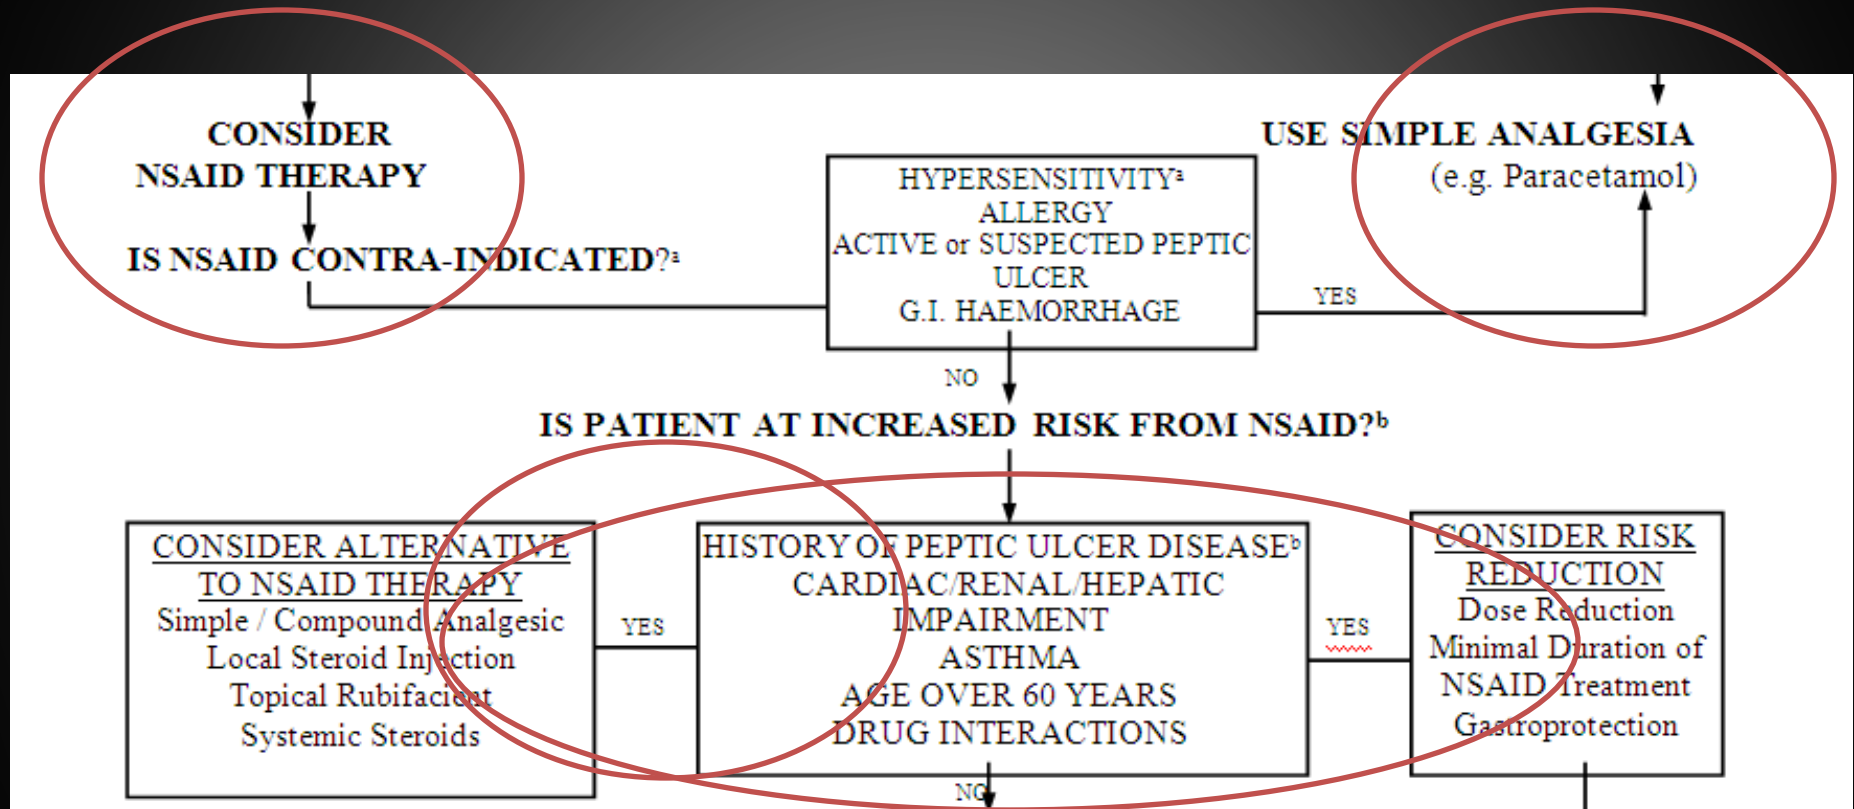 CONSIDER
NSAID THERAPY
IS NSAID CONTRA-INDICATED?ᵃ
HYPERSENSITIVITYᵃ
ALLERGY
ACTIVE or SUSPECTED PEPTIC
ULCER
G.I. HAEMORRHAGE
USE SIMPLE ANALGESIA
(e.g. Paracetamol)
YES
NO
IS PATIENT AT INCREASED RISK FROM NSAID?ᵇ
CONSIDER ALTERNATIVE
TO NSAID THERAPY
Simple / Compound Analgesic
Local Steroid Injection
Topical Rubifacient
Systemic Steroids
YES
HISTORY OF PEPTIC ULCER DISEASEᵇ
CARDIAC/RENAL/HEPATIC
IMPAIRMENT
ASTHMA
AGE OVER 60 YEARS
DRUG INTERACTIONS
YES
CONSIDER RISK
REDUCTION
Dose Reduction
Minimal Duration of
NSAID Treatment
Gastroprotection
NO